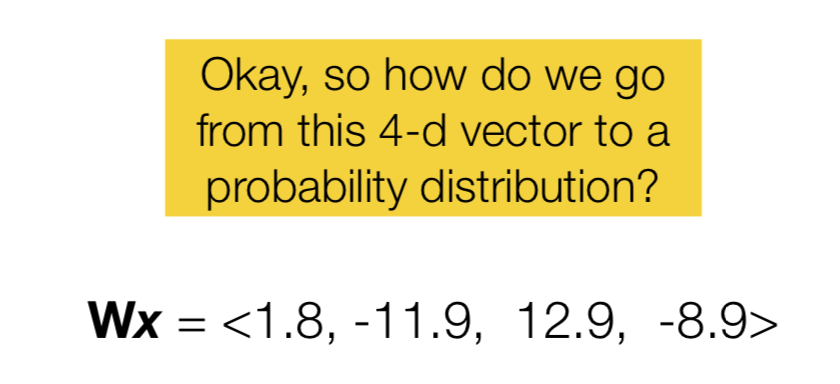 Okay, so how do we go
from this 4-d vector to a
probability distribution?
Wx = <1.8, -11.9, 12.9, -8.9>